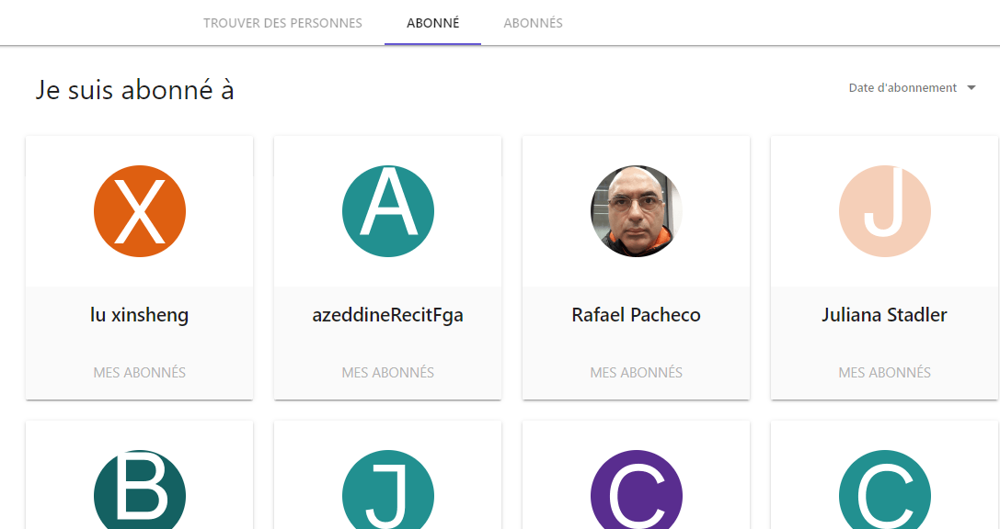 TROUVER DES PERSONNES ABONNÉ ABONNÉS
Je suis abonné à Date d'abonnement
X A J
lu xinsheng azeddineRecitFga Rafael Pacheco Juliana Stadler
MES ABONNÉS MES ABONNÉS MES ABONNÉS MES ABONNÉS
B J C C